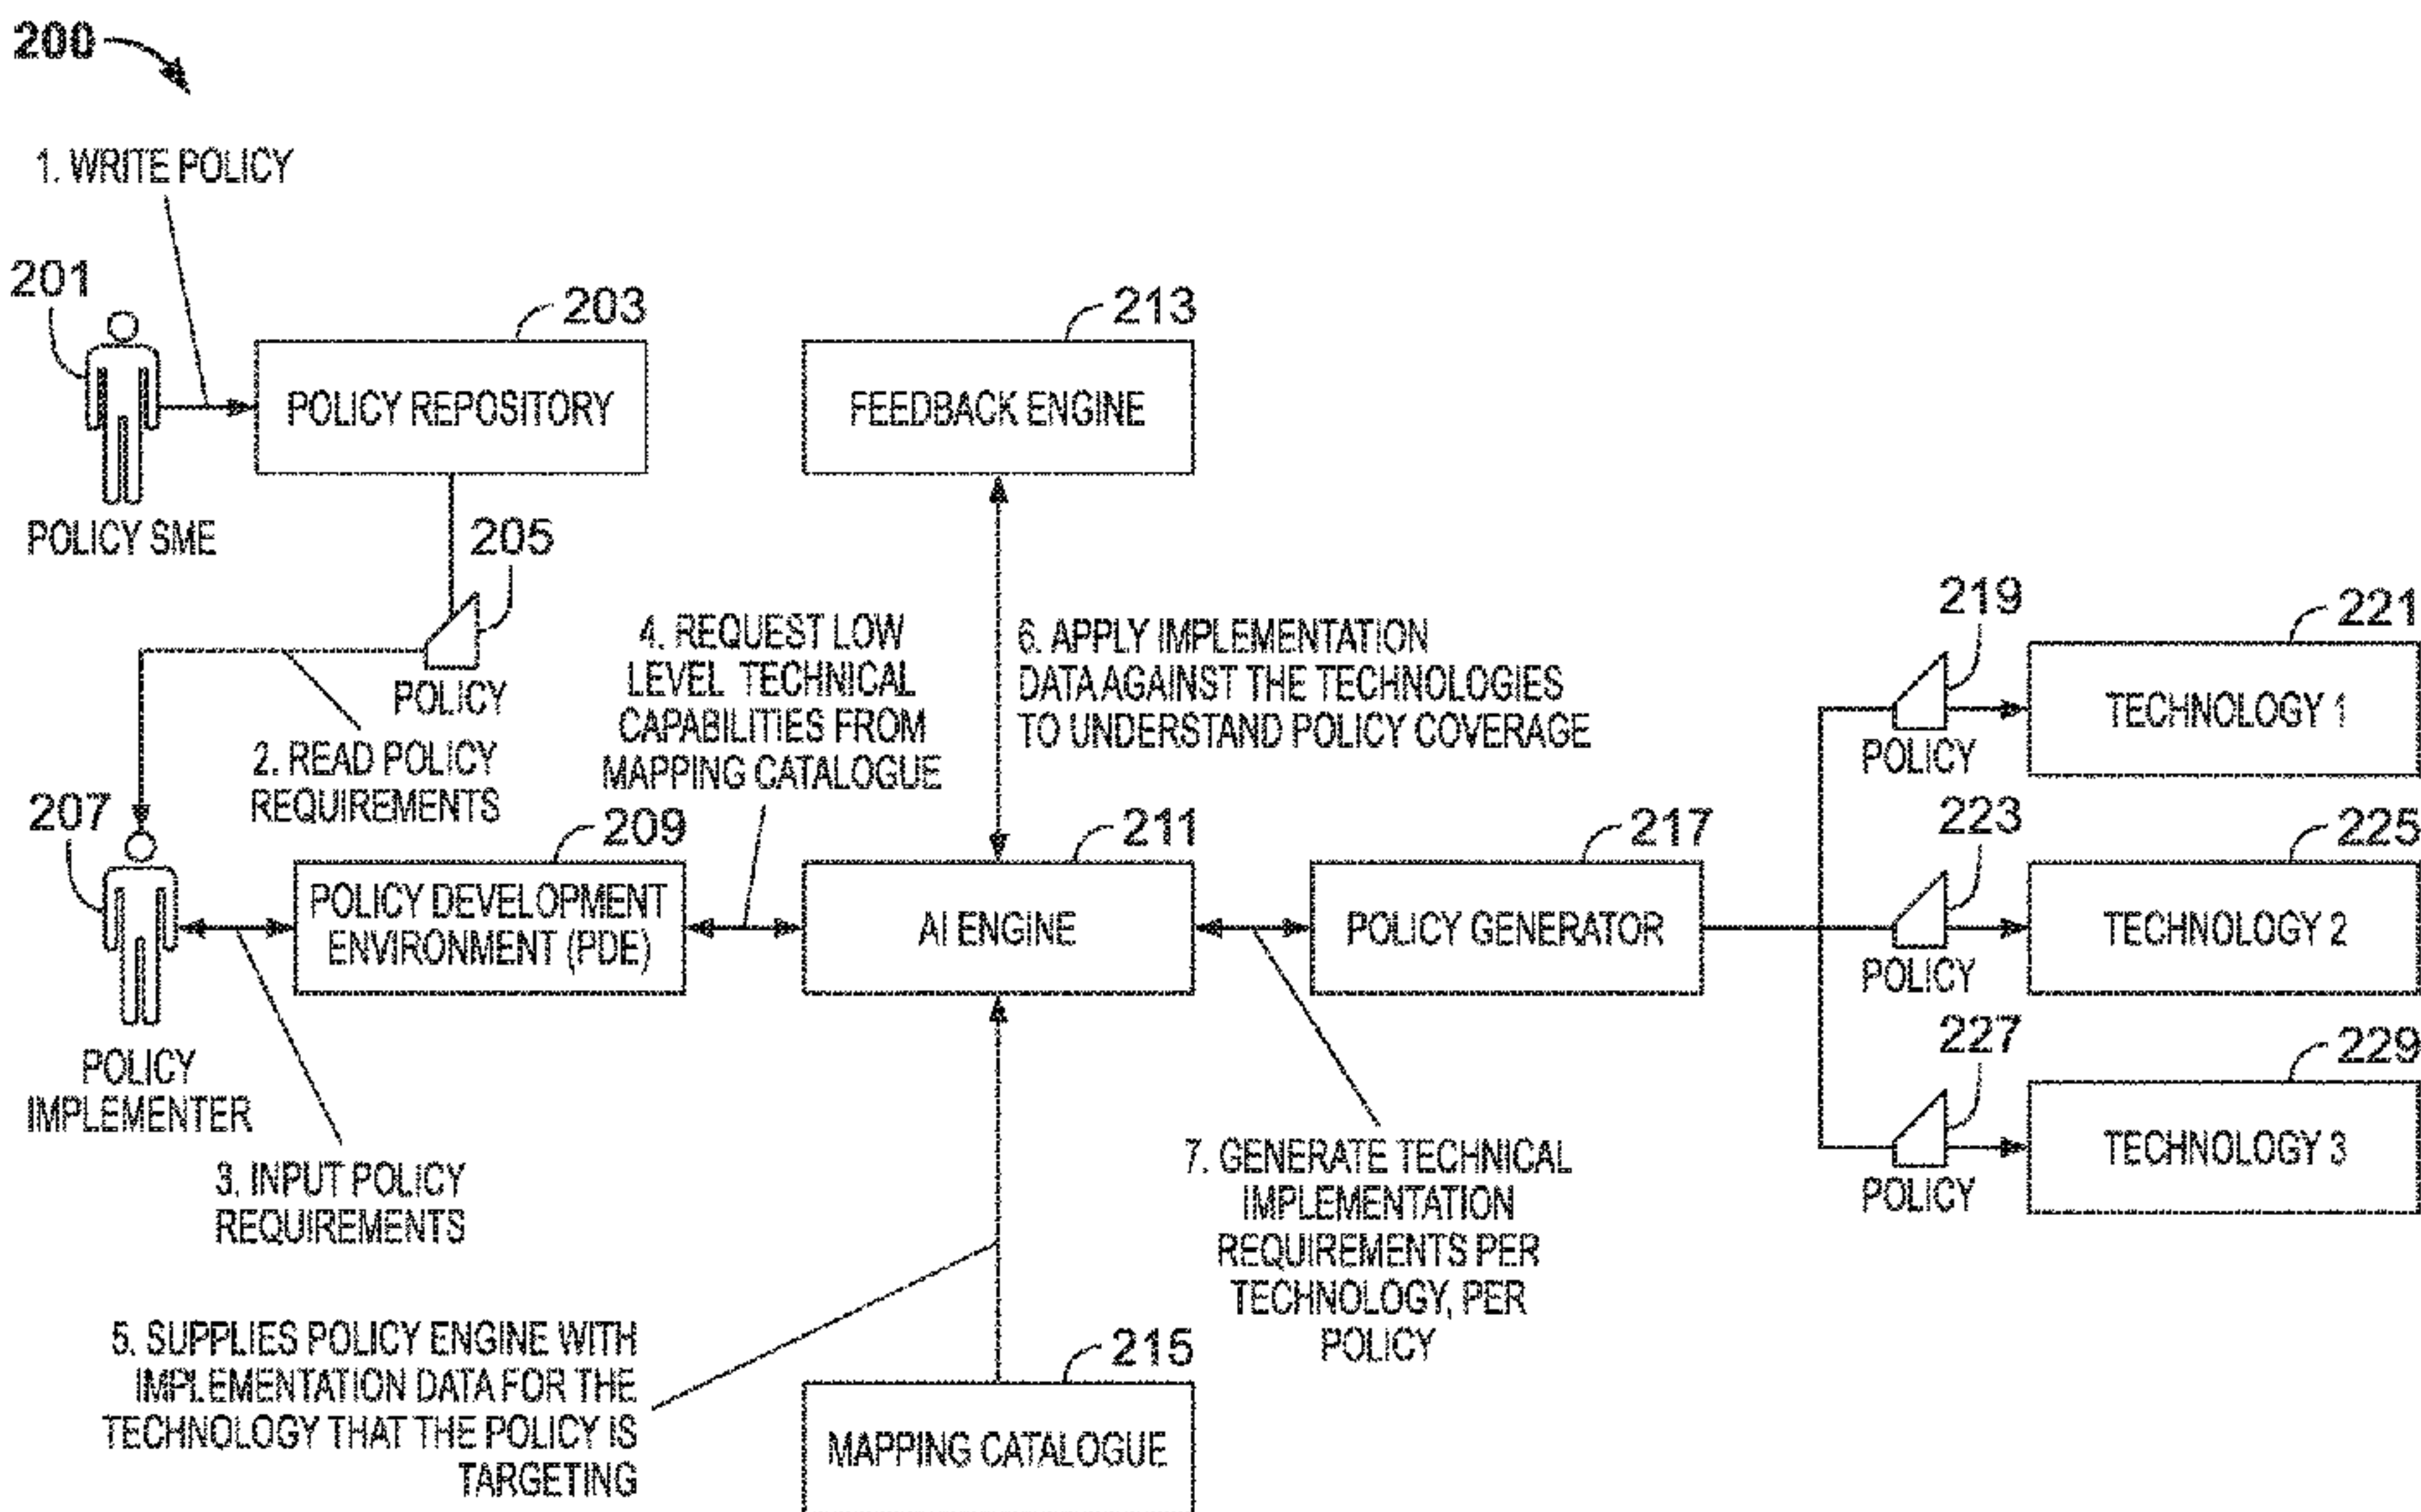 200
1. WRITE POLICY
201
203
213
POLICY REPOSITORY
FEEDBACK ENGINE
POLICY SME
205
POLICY
2. READ POLICY
REQUIREMENTS
4. REQUEST LOW
LEVEL TECHNICAL
CAPABILITIES FROM
MAPPING CATALOGUE
6. APPLY IMPLEMENTATION
DATA AGAINST THE TECHNOLOGIES
TO UNDERSTAND POLICY COVERAGE
219
221
POLICY
TECHNOLOGY 1
207
209
211
217
223
225
POLICY DEVELOPMENT
ENVIRONMENT (PDE)
AI ENGINE
POLICY GENERATOR
POLICY
TECHNOLOGY 2
POLICY
IMPLEMENTER
227
229
POLICY
TECHNOLOGY 3
3. INPUT POLICY
REQUIREMENTS
7. GENERATE TECHNICAL
IMPLEMENTATION
REQUIREMENTS PER
TECHNOLOGY, PER
POLICY
5. SUPPLIES POLICY ENGINE WITH
IMPLEMENTATION DATA FOR THE
TECHNOLOGY THAT THE POLICY IS
TARGETING
215
MAPPING CATALOGUE